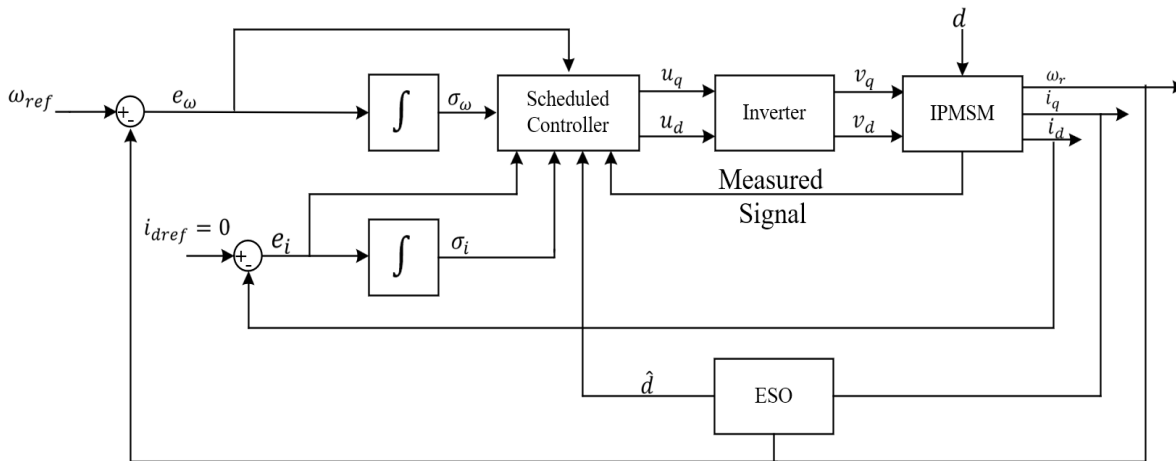 d
ω_ref
+
-
e_ω
∫
σ_ω
Scheduled
Controller
u_q
u_d
Inverter
v_q
v_d
IPMSM
ω_r
i_q
i_d
Measured
Signal
i_dref = 0
+
-
e_i
∫
σ_i
d̂
ESO